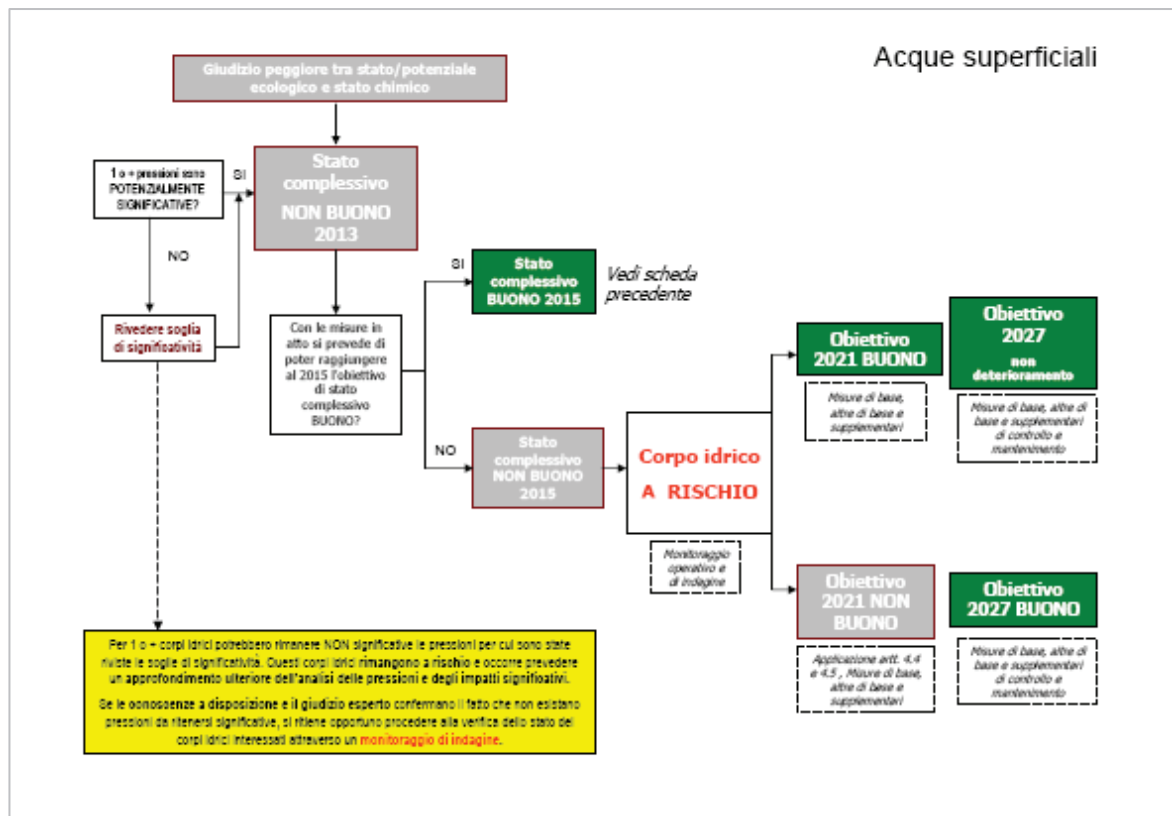 Acque superficiali
Giudizio peggiore tra stato/potenziale
ecologico e stato chimico
1 o + pressioni sono
POTENZIALMENTE
SIGNIFICATIVE?
SI
Stato
complessivo
NON BUONO
2013
NO
Rivedere soglia
di significatività
Con le misure in
atto si prevede di
poter raggiungere
al 2015 l'obiettivo
di stato
complessivo
BUONO?
SI
Stato
complessivo
BUONO 2015
Vedi scheda
precedente
NO
Stato
complessivo
NON BUONO
2015
Corpo idrico
A RISCHIO
Monitoraggio
operativo e
di indagine
Obiettivo
2021 BUONO
Misure di base,
altre di base e
supplementari
Obiettivo
2027
non
deterioramento
Misure di base, altre di
base e supplementari
di controllo e
mantenimento
Obiettivo
2021 NON
BUONO
Applicazione artt. 4.4
e 4.5 , Misure di base,
altre di base e
supplementari
Obiettivo
2027 BUONO
Misure di base, altre di
base e supplementari
di controllo e
mantenimento
Per 1 o + corpi idrici potrebbero rimanere NON significative le pressioni per cui sono state
riviste le soglie di significatività. Questi corpi idrici rimangono a rischio e occorre prevedere
un approfondimento ulteriore dell'analisi delle pressioni e degli impatti significativi.
Se le conoscenze a disposizione e il giudizio esperto confermano il fatto che non esistano
pressioni da ritenersi significative, si ritiene opportuno procedere alla verifica dello stato dei
corpi idrici interessati attraverso un monitoraggio di indagine.